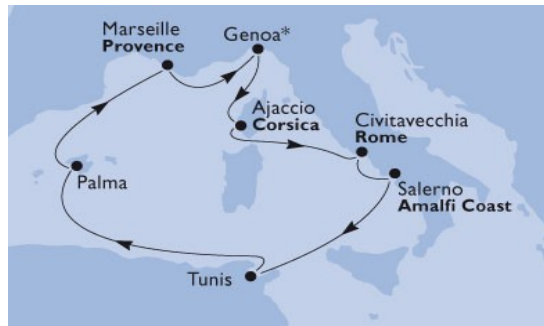 Marseille
Provence
Genoa*
Ajaccio
Corsica
Civitavecchia
Rome
Palma
Salerno
Amalfi Coast
Tunis